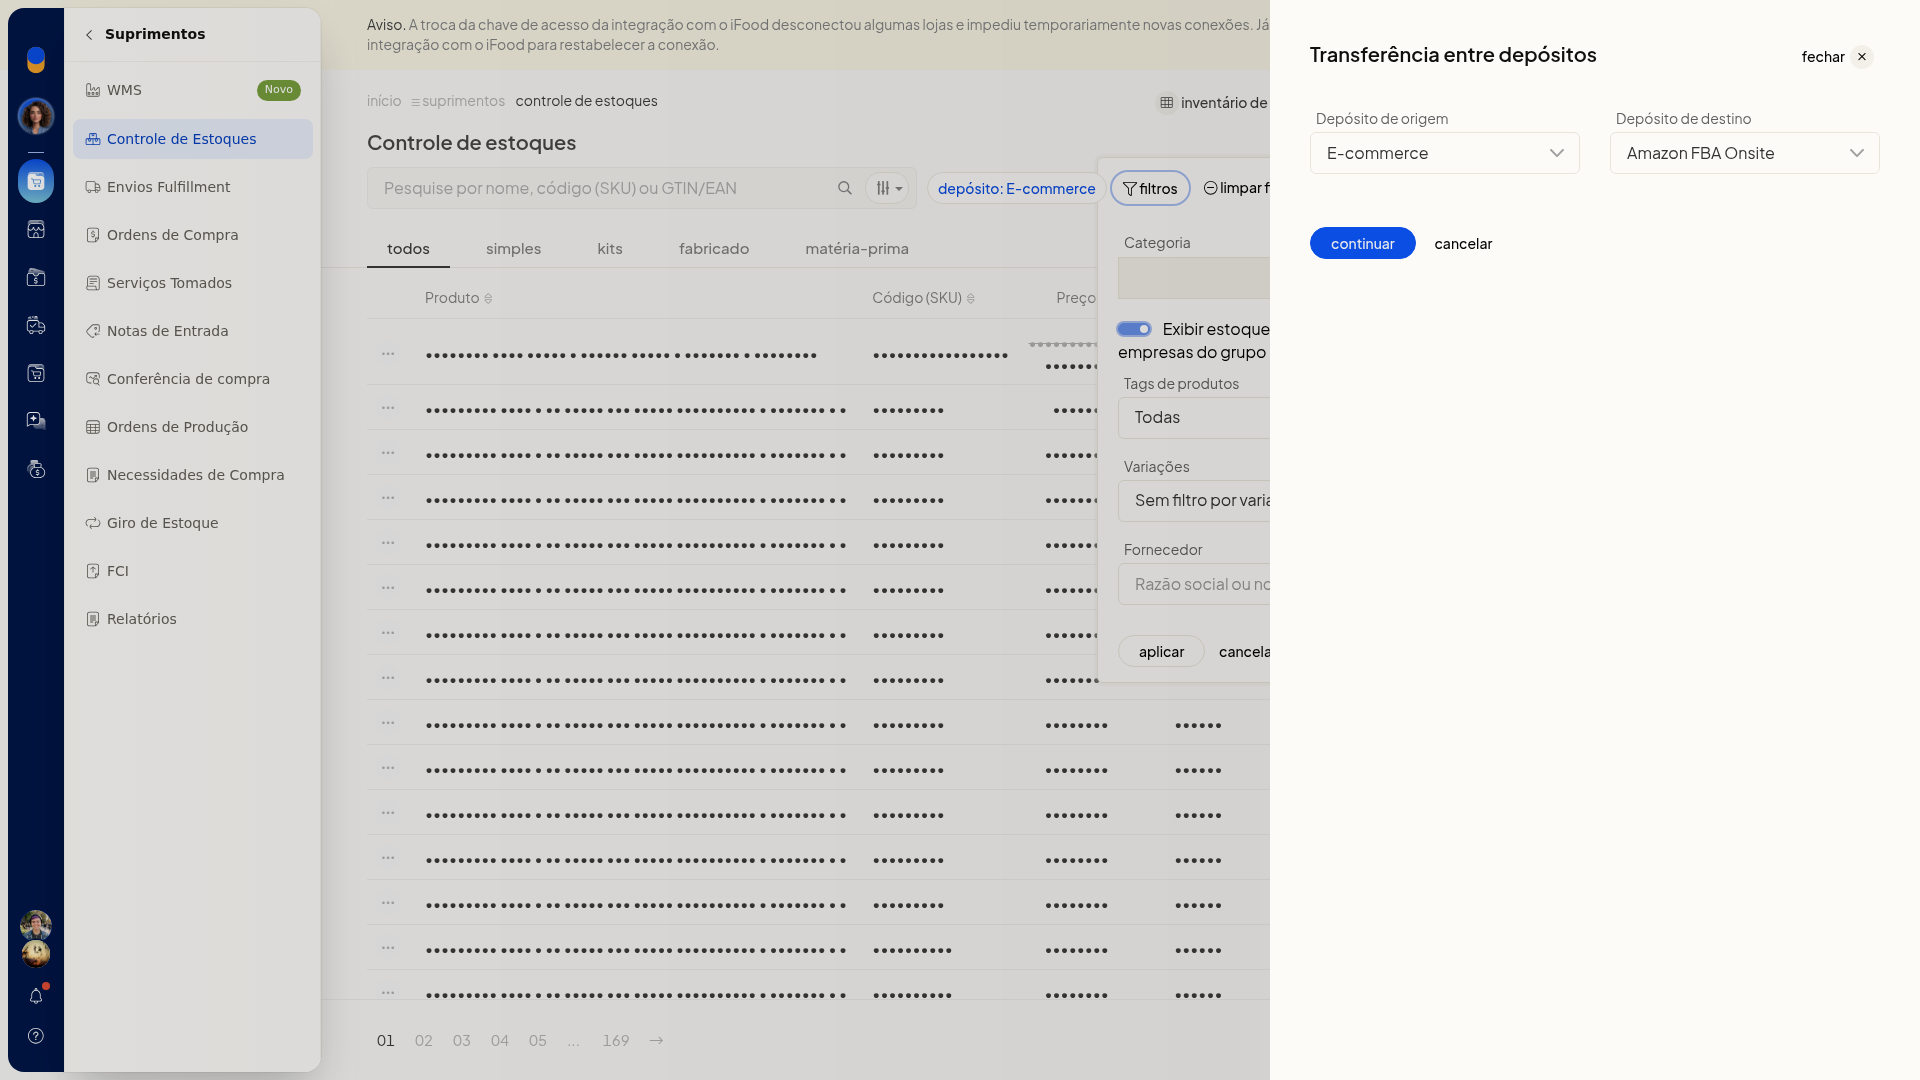 Suprimentos
WMS
Novo
Controle de Estoques
Envios Fulfillment
Ordens de Compra
Serviços Tomados
Notas de Entrada
Conferência de compra
Ordens de Produção
Necessidades de Compra
Giro de Estoque
FCI
Relatórios
Aviso. A troca da chave de acesso da integração com o iFood desconectou algumas lojas e impediu temporariamente novas conexões. Já
integração com o iFood para restabelecer a conexão.
início suprimentos controle de estoques
inventário de
Controle de estoques
Pesquise por nome, código (SKU) ou GTIN/EAN
depósito: E-commerce
filtros
limpar f
todos simples kits fabricado matéria-prima
Produto Código (SKU) Preço
Categoria
Exibir estoque
empresas do grupo
Tags de produtos
Todas
Variações
Sem filtro por varia
Fornecedor
Razão social ou no
aplicar cancela
01 02 03 04 05 ... 169 →
Transferência entre depósitos
fechar ×
Depósito de origem Depósito de destino
E-commerce Amazon FBA Onsite
continuar cancelar